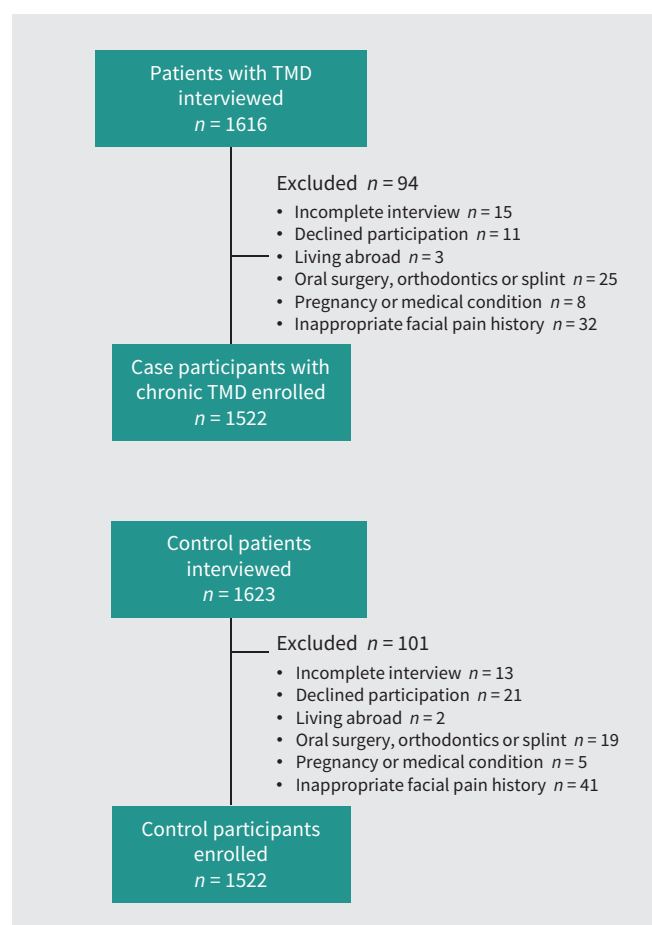 Patients with TMD
interviewed
n = 1616
Excluded n = 94
• Incomplete interview n = 15
• Declined participation n = 11
• Living abroad n = 3
• Oral surgery, orthodontics or splint n = 25
• Pregnancy or medical condition n = 8
• Inappropriate facial pain history n = 32
Case participants with
chronic TMD enrolled
n = 1522
Control patients
interviewed
n = 1623
Excluded n = 101
• Incomplete interview n = 13
• Declined participation n = 21
• Living abroad n = 2
• Oral surgery, orthodontics or splint n = 19
• Pregnancy or medical condition n = 5
• Inappropriate facial pain history n = 41
Control participants
enrolled
n = 1522